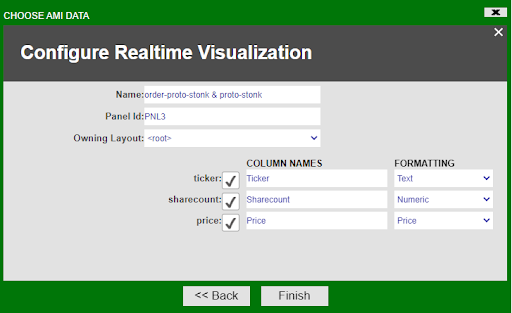 CHOOSE AMI DATA
Configure Realtime Visualization
Name: order-proto-stonk & proto-stonk
Panel Id: PNL3
Owning Layout: <root>
COLUMN NAMES FORMATTING
ticker: Ticker Text
sharecount: Sharecount Numeric
price: Price Price
<< Back Finish